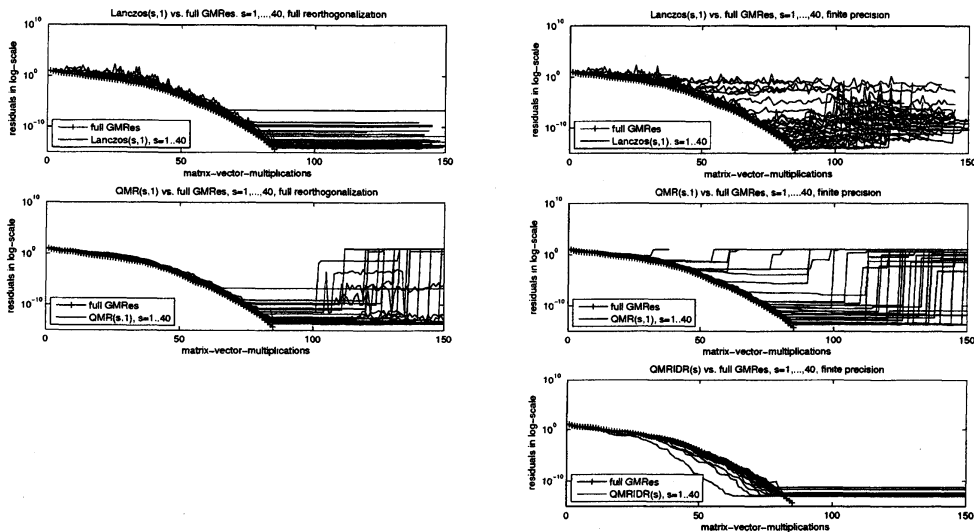 Lanczos(s,1) vs. full GMRes. s=1,...,40, full reorthogonalization
residuals in log-scale
10^10
10^0
10^-10
full GMRes
Lanczos(s,1), s=1..40
0 50 100 150
matrix-vector-multiplications
Lanczos(s,1) vs. full GMRes, s=1,...,40, finite precision
residuals in log-scale
10^10
10^0
10^-10
full GMRes
Lanczos(s,1). s=1..40
0 50 100 150
matrix-vector-multiplications
QMR(s,1) vs. full GMRes, s=1,...,40, full reorthogonalization
residuals in log-scale
10^10
10^0
10^-10
full GMRes
QMR(s,1), s=1..40
0 50 100 150
matrix-vector-multiplications
QMR(s.1) vs. full GMRes, s=1,...,40, finite precision
residuals in log-scale
10^10
10^0
10^-10
full GMRes
QMR(s,1), s=1..40
0 50 100 150
matrix-vector-multiplications
QMRIDR(s) vs. full GMRes, s=1,...,40, finite precision
residuals in log-scale
10^10
10^0
10^-10
full GMRes
QMRIDR(s), s=1..40
0 50 100 150
matrix-vector-multiplications